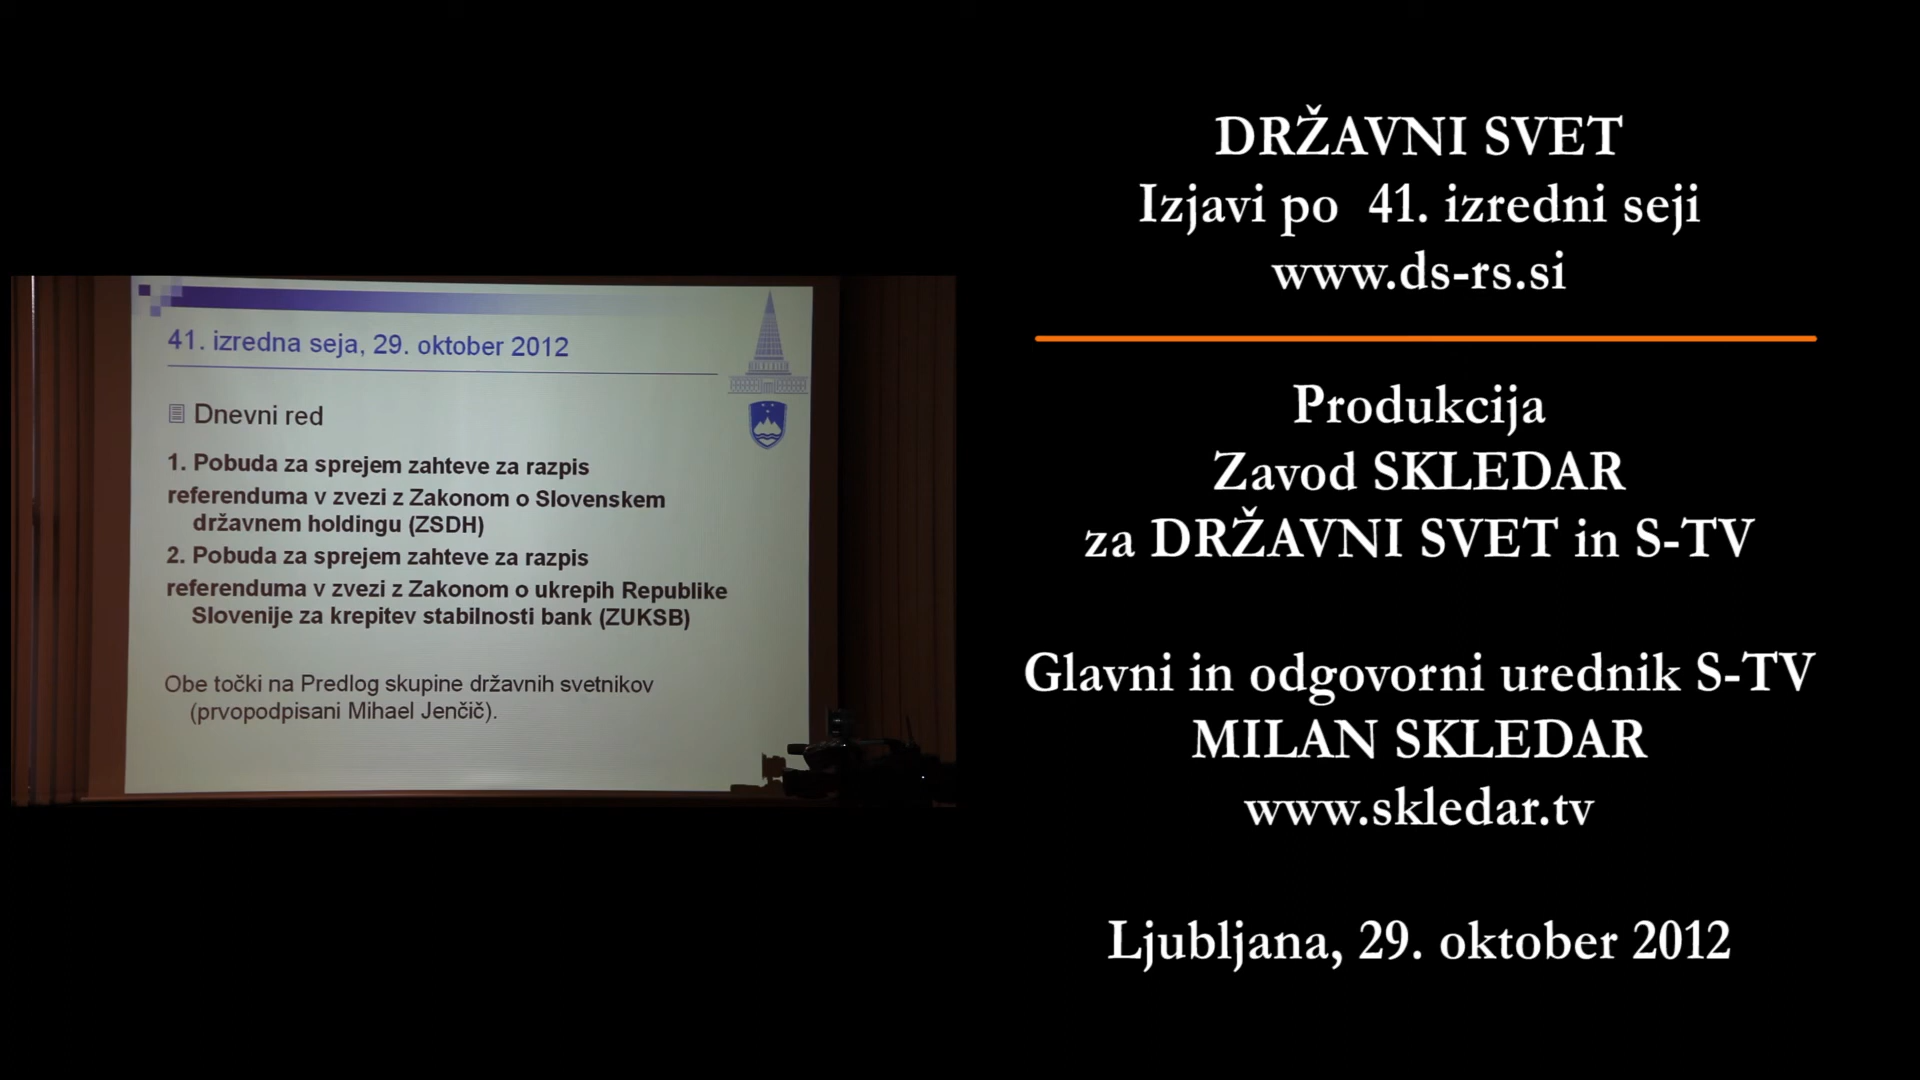 41. izredna seja, 29. oktober 2012
Dnevni red
1. Pobuda za sprejem zahteve za razpis
referenduma v zvezi z Zakonom o Slovenskem
državnem holdingu (ZSDH)
2. Pobuda za sprejem zahteve za razpis
referenduma v zvezi z Zakonom o ukrepih Republike
Slovenije za krepitev stabilnosti bank (ZUKSB)
Obe točki na Predlog skupine državnih svetnikov
(prvopodpisani Mihael Jenčič).
DRŽAVNI SVET
Izjavi po 41. izredni seji
www.ds-rs.si
Produkcija
Zavod SKLEDAR
za DRŽAVNI SVET in S-TV
Glavni in odgovorni urednik S-TV
MILAN SKLEDAR
www.skledar.tv
Ljubljana, 29. oktober 2012